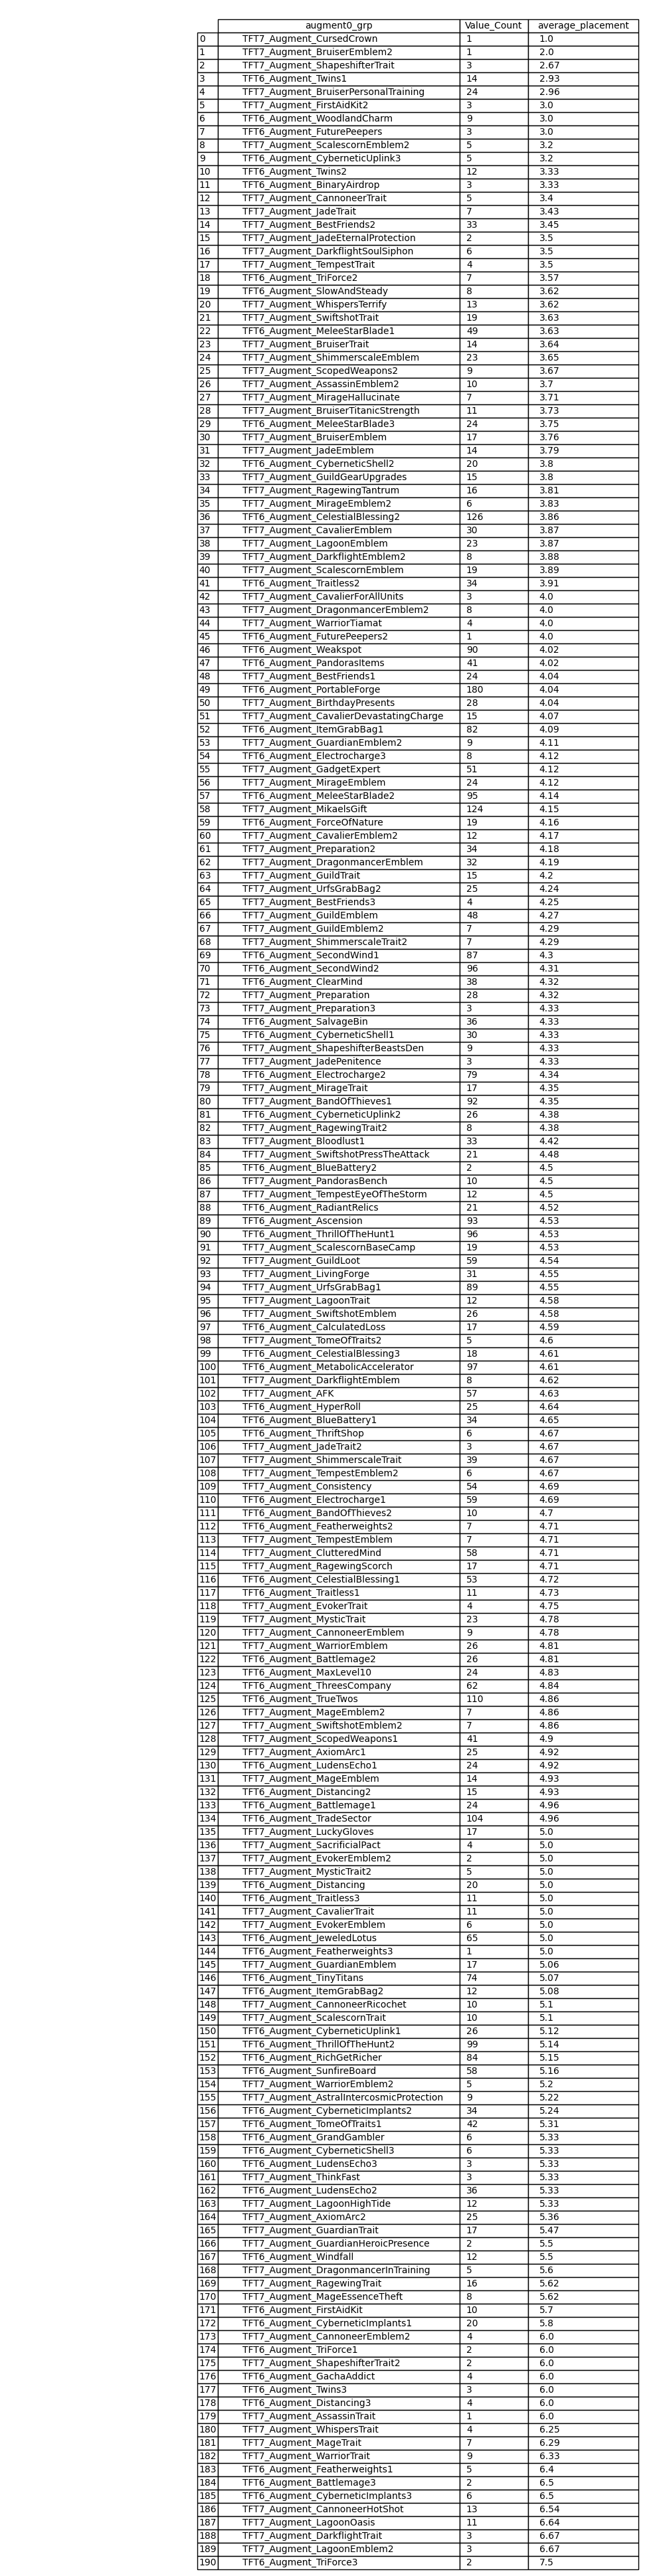 augment0_grp Value_Count average_placement
0 TFT7_Augment_CursedCrown 1 1.0
1 TFT7_Augment_BruiserEmblem2 1 2.0
2 TFT7_Augment_ShapeshifterTrait 3 2.67
3 TFT6_Augment_Twins1 14 2.93
4 TFT7_Augment_BruiserPersonalTraining 24 2.96
5 TFT7_Augment_FirstAidKit2 3 3.0
6 TFT6_Augment_WoodlandCharm 9 3.0
7 TFT6_Augment_FuturePeepers 3 3.0
8 TFT7_Augment_ScalescornEmblem2 5 3.2
9 TFT6_Augment_CyberneticUplink3 5 3.2
10 TFT6_Augment_Twins2 12 3.33
11 TFT6_Augment_BinaryAirdrop 3 3.33
12 TFT7_Augment_CannoneerTrait 5 3.4
13 TFT7_Augment_JadeTrait 7 3.43
14 TFT7_Augment_BestFriends2 33 3.45
15 TFT7_Augment_JadeEternalProtection 2 3.5
16 TFT7_Augment_DarkflightSoulSiphon 6 3.5
17 TFT7_Augment_TempestTrait 4 3.5
18 TFT6_Augment_TriForce2 7 3.57
19 TFT6_Augment_SlowAndSteady 8 3.62
20 TFT7_Augment_WhispersTerrify 13 3.62
21 TFT7_Augment_SwiftshotTrait 19 3.63
22 TFT6_Augment_MeleeStarBlade1 49 3.63
23 TFT7_Augment_BruiserTrait 14 3.64
24 TFT7_Augment_ShimmerscaleEmblem 23 3.65
25 TFT7_Augment_ScopedWeapons2 9 3.67
26 TFT7_Augment_AssassinEmblem2 10 3.7
27 TFT7_Augment_MirageHallucinate 7 3.71
28 TFT7_Augment_BruiserTitanicStrength 11 3.73
29 TFT6_Augment_MeleeStarBlade3 24 3.75
30 TFT7_Augment_BruiserEmblem 17 3.76
31 TFT7_Augment_JadeEmblem 14 3.79
32 TFT6_Augment_CyberneticShell2 20 3.8
33 TFT7_Augment_GuildGearUpgrades 15 3.8
34 TFT7_Augment_RagewingTantrum 16 3.81
35 TFT7_Augment_MirageEmblem2 6 3.83
36 TFT6_Augment_CelestialBlessing2 126 3.86
37 TFT7_Augment_CavalierEmblem 30 3.87
38 TFT7_Augment_LagoonEmblem 23 3.87
39 TFT7_Augment_DarkflightEmblem2 8 3.88
40 TFT7_Augment_ScalescornEmblem 19 3.89
41 TFT6_Augment_Traitless2 34 3.91
42 TFT7_Augment_CavalierForAllUnits 3 4.0
43 TFT7_Augment_DragonmancerEmblem2 8 4.0
44 TFT7_Augment_WarriorTiamat 4 4.0
45 TFT6_Augment_FuturePeepers2 1 4.0
46 TFT6_Augment_Weakspot 90 4.02
47 TFT6_Augment_PandorasItems 41 4.02
48 TFT7_Augment_BestFriends1 24 4.04
49 TFT6_Augment_PortableForge 180 4.04
50 TFT7_Augment_BirthdayPresents 28 4.04
51 TFT7_Augment_CavalierDevastatingCharge 15 4.07
52 TFT6_Augment_ItemGrabBag1 82 4.09
53 TFT7_Augment_GuardianEmblem2 9 4.11
54 TFT6_Augment_Electrocharge3 8 4.12
55 TFT7_Augment_GadgetExpert 51 4.12
56 TFT7_Augment_MirageEmblem 24 4.12
57 TFT6_Augment_MeleeStarBlade2 95 4.14
58 TFT7_Augment_MikaelsGift 124 4.15
59 TFT6_Augment_ForceOfNature 19 4.16
60 TFT7_Augment_CavalierEmblem2 12 4.17
61 TFT7_Augment_Preparation2 34 4.18
62 TFT7_Augment_DragonmancerEmblem 32 4.19
63 TFT7_Augment_GuildTrait 15 4.2
64 TFT7_Augment_UrfsGrabBag2 25 4.24
65 TFT7_Augment_BestFriends3 4 4.25
66 TFT7_Augment_GuildEmblem 48 4.27
67 TFT7_Augment_GuildEmblem2 7 4.29
68 TFT7_Augment_ShimmerscaleTrait2 7 4.29
69 TFT6_Augment_SecondWind1 87 4.3
70 TFT6_Augment_SecondWind2 96 4.31
71 TFT6_Augment_ClearMind 38 4.32
72 TFT7_Augment_Preparation 28 4.32
73 TFT7_Augment_Preparation3 3 4.33
74 TFT6_Augment_SalvageBin 36 4.33
75 TFT6_Augment_CyberneticShell1 30 4.33
76 TFT7_Augment_ShapeshifterBeastsDen 9 4.33
77 TFT7_Augment_JadePenitence 3 4.33
78 TFT6_Augment_Electrocharge2 79 4.34
79 TFT7_Augment_MirageTrait 17 4.35
80 TFT7_Augment_BandOfThieves1 92 4.35
81 TFT6_Augment_CyberneticUplink2 26 4.38
82 TFT7_Augment_RagewingTrait2 8 4.38
83 TFT7_Augment_Bloodlust1 33 4.42
84 TFT7_Augment_SwiftshotPressTheAttack 21 4.48
85 TFT6_Augment_BlueBattery2 2 4.5
86 TFT7_Augment_PandorasBench 10 4.5
87 TFT7_Augment_TempestEyeOfTheStorm 12 4.5
88 TFT6_Augment_RadiantRelics 21 4.52
89 TFT6_Augment_Ascension 93 4.53
90 TFT6_Augment_ThrillOfTheHunt1 96 4.53
91 TFT7_Augment_ScalescornBaseCamp 19 4.53
92 TFT7_Augment_GuildLoot 59 4.54
93 TFT7_Augment_LivingForge 31 4.55
94 TFT7_Augment_UrfsGrabBag1 89 4.55
95 TFT7_Augment_LagoonTrait 12 4.58
96 TFT7_Augment_SwiftshotEmblem 26 4.58
97 TFT6_Augment_CalculatedLoss 17 4.59
98 TFT7_Augment_TomeOfTraits2 5 4.6
99 TFT6_Augment_CelestialBlessing3 18 4.61
100 TFT6_Augment_MetabolicAccelerator 97 4.61
101 TFT7_Augment_DarkflightEmblem 8 4.62
102 TFT7_Augment_AFK 57 4.63
103 TFT6_Augment_HyperRoll 25 4.64
104 TFT6_Augment_BlueBattery1 34 4.65
105 TFT6_Augment_ThriftShop 6 4.67
106 TFT7_Augment_JadeTrait2 3 4.67
107 TFT7_Augment_ShimmerscaleTrait 39 4.67
108 TFT7_Augment_TempestEmblem2 6 4.67
109 TFT7_Augment_Consistency 54 4.69
110 TFT6_Augment_Electrocharge1 59 4.69
111 TFT6_Augment_BandOfThieves2 10 4.7
112 TFT6_Augment_Featherweights2 7 4.71
113 TFT7_Augment_TempestEmblem 7 4.71
114 TFT7_Augment_ClutteredMind 58 4.71
115 TFT7_Augment_RagewingScorch 17 4.71
116 TFT6_Augment_CelestialBlessing1 53 4.72
117 TFT6_Augment_Traitless1 11 4.73
118 TFT7_Augment_EvokerTrait 4 4.75
119 TFT7_Augment_MysticTrait 23 4.78
120 TFT7_Augment_CannoneerEmblem 9 4.78
121 TFT7_Augment_WarriorEmblem 26 4.81
122 TFT6_Augment_Battlemage2 26 4.81
123 TFT6_Augment_MaxLevel10 24 4.83
124 TFT6_Augment_ThreesCompany 62 4.84
125 TFT6_Augment_TrueTwos 110 4.86
126 TFT7_Augment_MageEmblem2 7 4.86
127 TFT7_Augment_SwiftshotEmblem2 7 4.86
128 TFT7_Augment_ScopedWeapons1 41 4.9
129 TFT7_Augment_AxiomArc1 25 4.92
130 TFT6_Augment_LudensEcho1 24 4.92
131 TFT7_Augment_MageEmblem 14 4.93
132 TFT6_Augment_Distancing2 15 4.93
133 TFT6_Augment_Battlemage1 24 4.96
134 TFT6_Augment_TradeSector 104 4.96
135 TFT7_Augment_LuckyGloves 17 5.0
136 TFT7_Augment_SacrificialPact 4 5.0
137 TFT7_Augment_EvokerEmblem2 2 5.0
138 TFT7_Augment_MysticTrait2 5 5.0
139 TFT6_Augment_Distancing 20 5.0
140 TFT6_Augment_Traitless3 11 5.0
141 TFT7_Augment_CavalierTrait 11 5.0
142 TFT7_Augment_EvokerEmblem 6 5.0
143 TFT6_Augment_JeweledLotus 65 5.0
144 TFT6_Augment_Featherweights3 1 5.0
145 TFT7_Augment_GuardianEmblem 17 5.06
146 TFT6_Augment_TinyTitans 74 5.07
147 TFT6_Augment_ItemGrabBag2 12 5.08
148 TFT7_Augment_CannoneerRicochet 10 5.1
149 TFT7_Augment_ScalescornTrait 10 5.1
150 TFT6_Augment_CyberneticUplink1 26 5.12
151 TFT6_Augment_ThrillOfTheHunt2 99 5.14
152 TFT7_Augment_RichGetRicher 84 5.15
153 TFT6_Augment_SunfireBoard 58 5.16
154 TFT7_Augment_WarriorEmblem2 5 5.2
155 TFT7_Augment_AstralIntercosmicProtection 9 5.22
156 TFT6_Augment_CyberneticImplants2 34 5.24
157 TFT6_Augment_TomeOfTraits1 42 5.31
158 TFT6_Augment_GrandGambler 6 5.33
159 TFT6_Augment_CyberneticShell3 6 5.33
160 TFT6_Augment_LudensEcho3 3 5.33
161 TFT7_Augment_ThinkFast 3 5.33
162 TFT6_Augment_LudensEcho2 36 5.33
163 TFT7_Augment_LagoonHighTide 12 5.33
164 TFT7_Augment_AxiomArc2 25 5.36
165 TFT7_Augment_GuardianTrait 17 5.47
166 TFT7_Augment_GuardianHeroicPresence 2 5.5
167 TFT6_Augment_Windfall 12 5.5
168 TFT7_Augment_DragonmancerInTraining 5 5.6
169 TFT7_Augment_RagewingTrait 16 5.62
170 TFT7_Augment_MageEssenceTheft 8 5.62
171 TFT6_Augment_FirstAidKit 10 5.7
172 TFT6_Augment_CyberneticImplants1 20 5.8
173 TFT7_Augment_CannoneerEmblem2 4 6.0
174 TFT6_Augment_TriForce1 2 6.0
175 TFT7_Augment_ShapeshifterTrait2 2 6.0
176 TFT6_Augment_GachaAddict 4 6.0
177 TFT6_Augment_Twins3 3 6.0
178 TFT6_Augment_Distancing3 4 6.0
179 TFT7_Augment_AssassinTrait 1 6.0
180 TFT7_Augment_WhispersTrait 4 6.25
181 TFT7_Augment_MageTrait 7 6.29
182 TFT7_Augment_WarriorTrait 9 6.33
183 TFT6_Augment_Featherweights1 5 6.4
184 TFT6_Augment_Battlemage3 2 6.5
185 TFT6_Augment_CyberneticImplants3 6 6.5
186 TFT7_Augment_CannoneerHotShot 13 6.54
187 TFT7_Augment_LagoonOasis 11 6.64
188 TFT7_Augment_DarkflightTrait 3 6.67
189 TFT7_Augment_LagoonEmblem2 3 6.67
190 TFT6_Augment_TriForce3 2 7.5